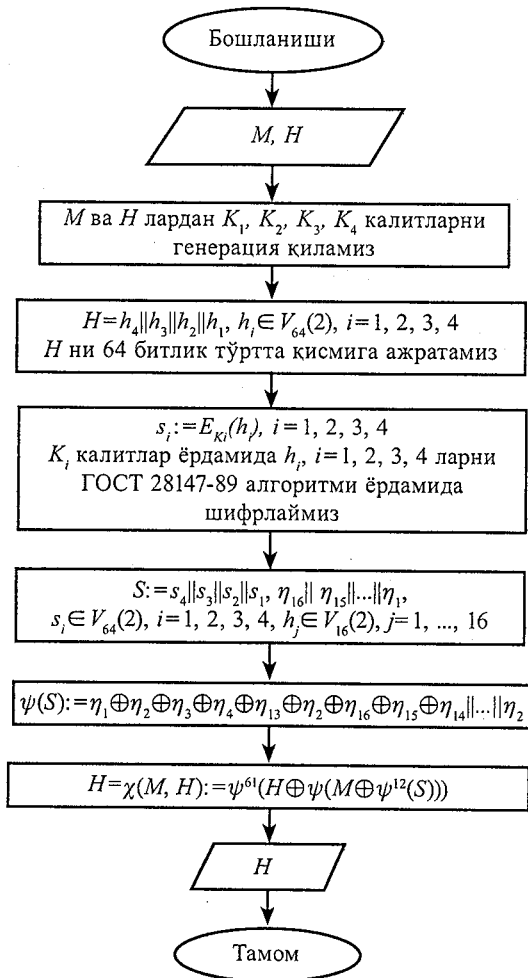 Бошланиши
M, H
M ва H лардан K₁, K₂, K₃, K₄ калитларни
генерация қиламиз
H=h₄||h₃||h₂||h₁, hᵢ∈V₆₄(2), i=1, 2, 3, 4
H ни 64 битлик тўртта қисмига ажратамиз
sᵢ:=E_Kᵢ(hᵢ), i=1, 2, 3, 4
Kᵢ калитлар ёрдамида hᵢ, i=1, 2, 3, 4 ларни
ГОСТ 28147-89 алгоритми ёрдамида
шифрлаймиз
S:=s₄||s₃||s₂||s₁, η₁₆|| η₁₅||...||η₁,
sᵢ∈V₆₄(2), i=1, 2, 3, 4, hⱼ∈V₁₆(2), j=1, ..., 16
ψ(S):=η₁⊕η₂⊕η₃⊕η₄⊕η₁₃⊕η₂⊕η₁₆⊕η₁₅⊕η₁₄||...||η₂
H=χ(M, H):=ψ⁶¹(H⊕ψ(M⊕ψ¹²(S)))
H
Тамом